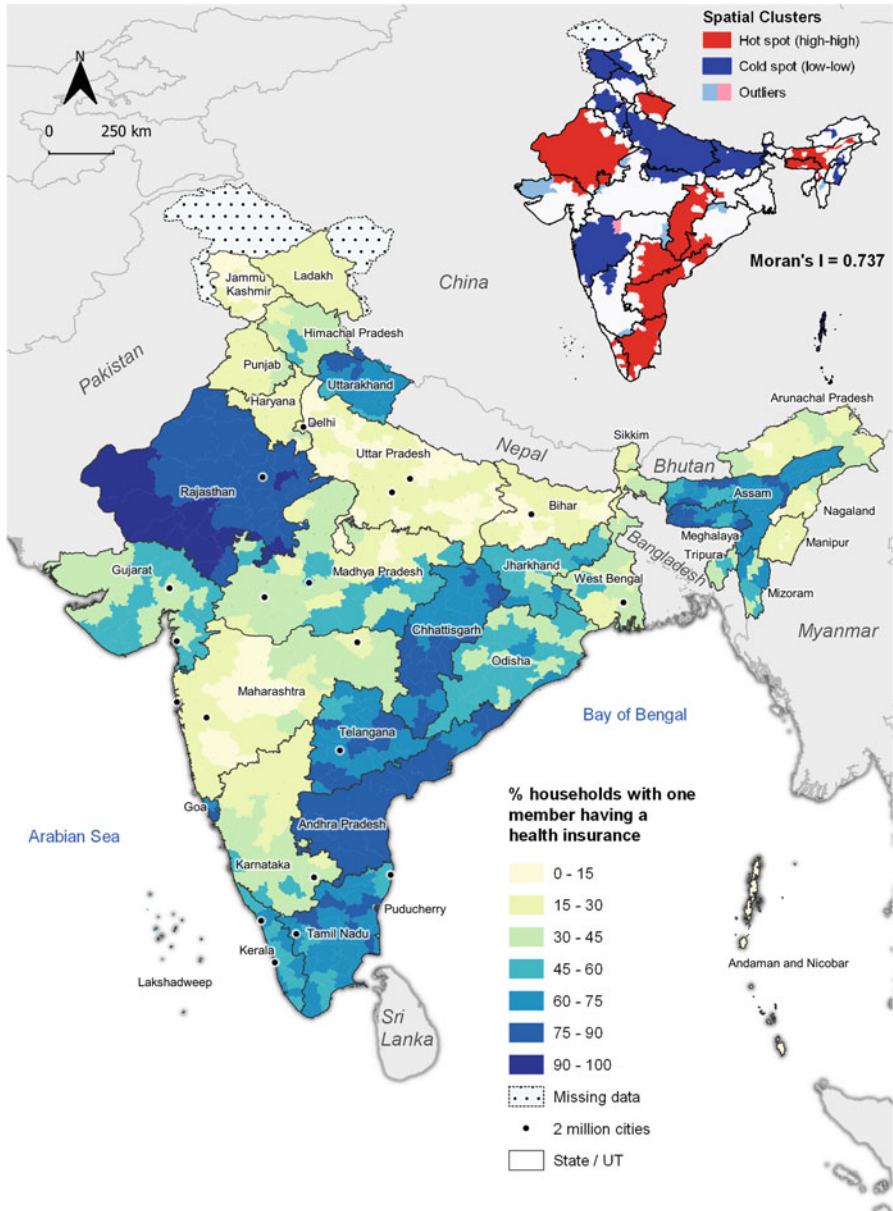 Spatial Clusters
Hot spot (high-high)
Cold spot (low-low)
Outliers
Moran's I = 0.737
N
0 250 km
China
Pakistan
Nepal
Bhutan
Bangladesh
Myanmar
Sri
Lanka
Arabian Sea
Bay of Bengal
Jammu
Kashmir
Ladakh
Himachal Pradesh
Punjab
Uttarakhand
Haryana
Delhi
Uttar Pradesh
Rajasthan
Bihar
Sikkim
Arunachal Pradesh
Assam
Nagaland
Meghalaya
Manipur
Tripura
Mizoram
Gujarat
Madhya Pradesh
Jharkhand
West Bengal
Chhattisgarh
Odisha
Maharashtra
Telangana
Goa
Andhra Pradesh
Karnataka
Puducherry
Tamil Nadu
Kerala
Lakshadweep
Andaman and Nicobar
% households with one
member having a
health insurance
0 - 15
15 - 30
30 - 45
45 - 60
60 - 75
75 - 90
90 - 100
Missing data
2 million cities
State / UT